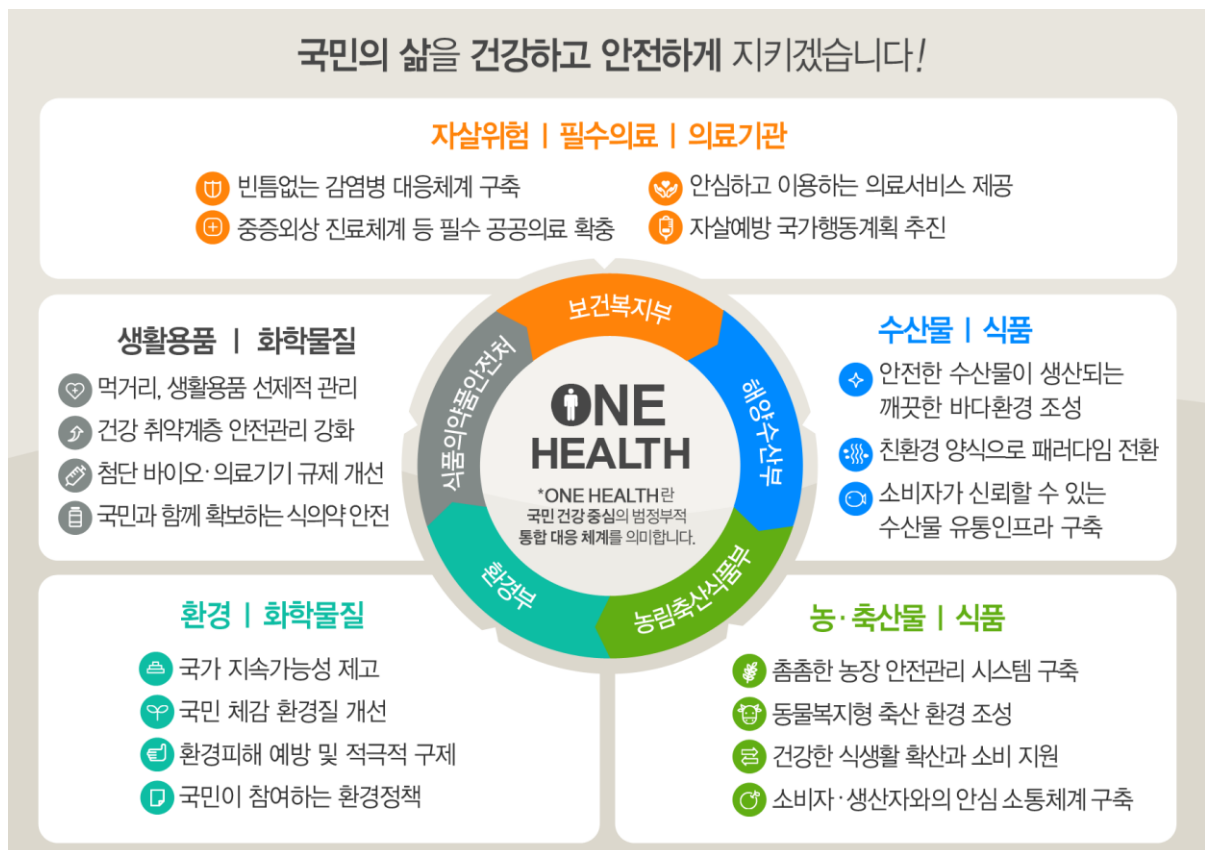 국민의 삶을 건강하고 안전하게 지키겠습니다!
자살위험 | 필수의료 | 의료기관
빈틈없는 감염병 대응체계 구축
중증외상 진료체계 등 필수 공공의료 확충
안심하고 이용하는 의료서비스 제공
자살예방 국가행동계획 추진
보건복지부
해양수산부
농림축산식품부
환경부
식품의약품안전처
ONE
HEALTH
*ONE HEALTH란
국민 건강 중심의 범정부적
통합 대응 체계를 의미합니다.
생활용품 | 화학물질
먹거리, 생활용품 선제적 관리
건강 취약계층 안전관리 강화
첨단 바이오·의료기기 규제 개선
국민과 함께 확보하는 식의약 안전
수산물 | 식품
안전한 수산물이 생산되는
깨끗한 바다환경 조성
친환경 양식으로 패러다임 전환
소비자가 신뢰할 수 있는
수산물 유통인프라 구축
환경 | 화학물질
국가 지속가능성 제고
국민 체감 환경질 개선
환경피해 예방 및 적극적 구제
국민이 참여하는 환경정책
농·축산물 | 식품
촘촘한 농장 안전관리 시스템 구축
동물복지형 축산 환경 조성
건강한 식생활 확산과 소비 지원
소비자·생산자와의 안심 소통체계 구축